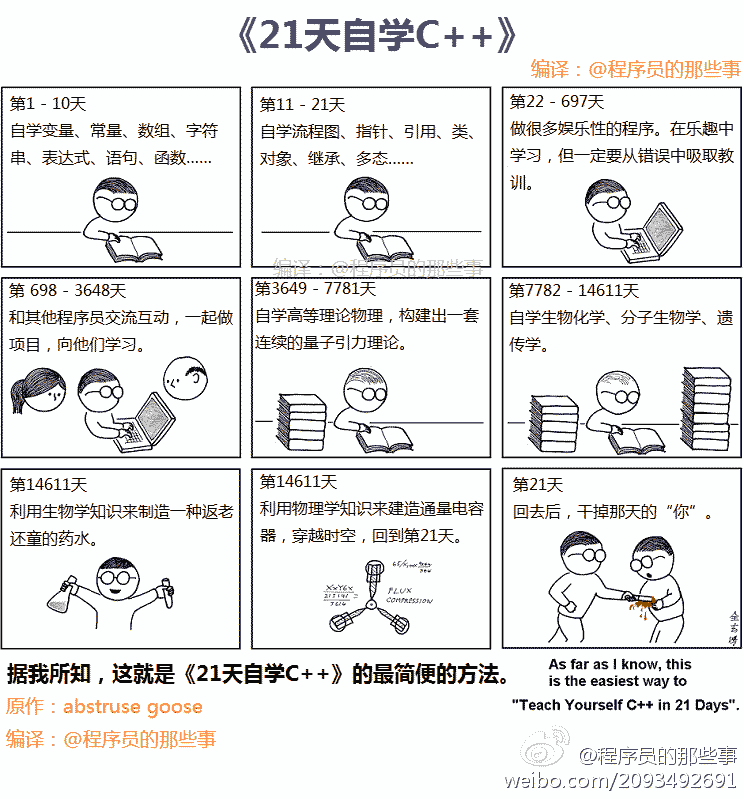 《21天自学C++》
编译：@程序员的那些事
第1 - 10天
自学变量、常量、数组、字符
串、表达式、语句、函数......
第11 - 21天
自学流程图、指针、引用、类、
对象、继承、多态......
第22 - 697天
做很多娱乐性的程序。在乐趣中
学习，但一定要从错误中吸取教
训。
编译：@程序员的那些事
第 698 - 3648天
和其他程序员交流互动，一起做
项目，向他们学习。
第3649 - 7781天
自学高等理论物理，构建出一套
连续的量子引力理论。
第7782 - 14611天
自学生物化学、分子生物学、遗
传学。
第14611天
利用生物学知识来制造一种返老
还童的药水。
第14611天
利用物理学知识来建造通量电容
器，穿越时空，回到第21天。
FLUX
COMPRESSION
第21天
回去后，干掉那天的“你”。
据我所知，这就是《21天自学C++》的最简便的方法。
As far as I know, this
is the easiest way to
"Teach Yourself C++ in 21 Days".
原作：abstruse goose
编译：@程序员的那些事
@程序员的那些事
weibo.com/2093492691